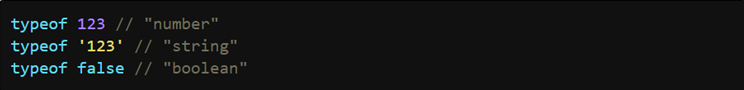 typeof 123 // "number"
typeof '123' // "string"
typeof false // "boolean"